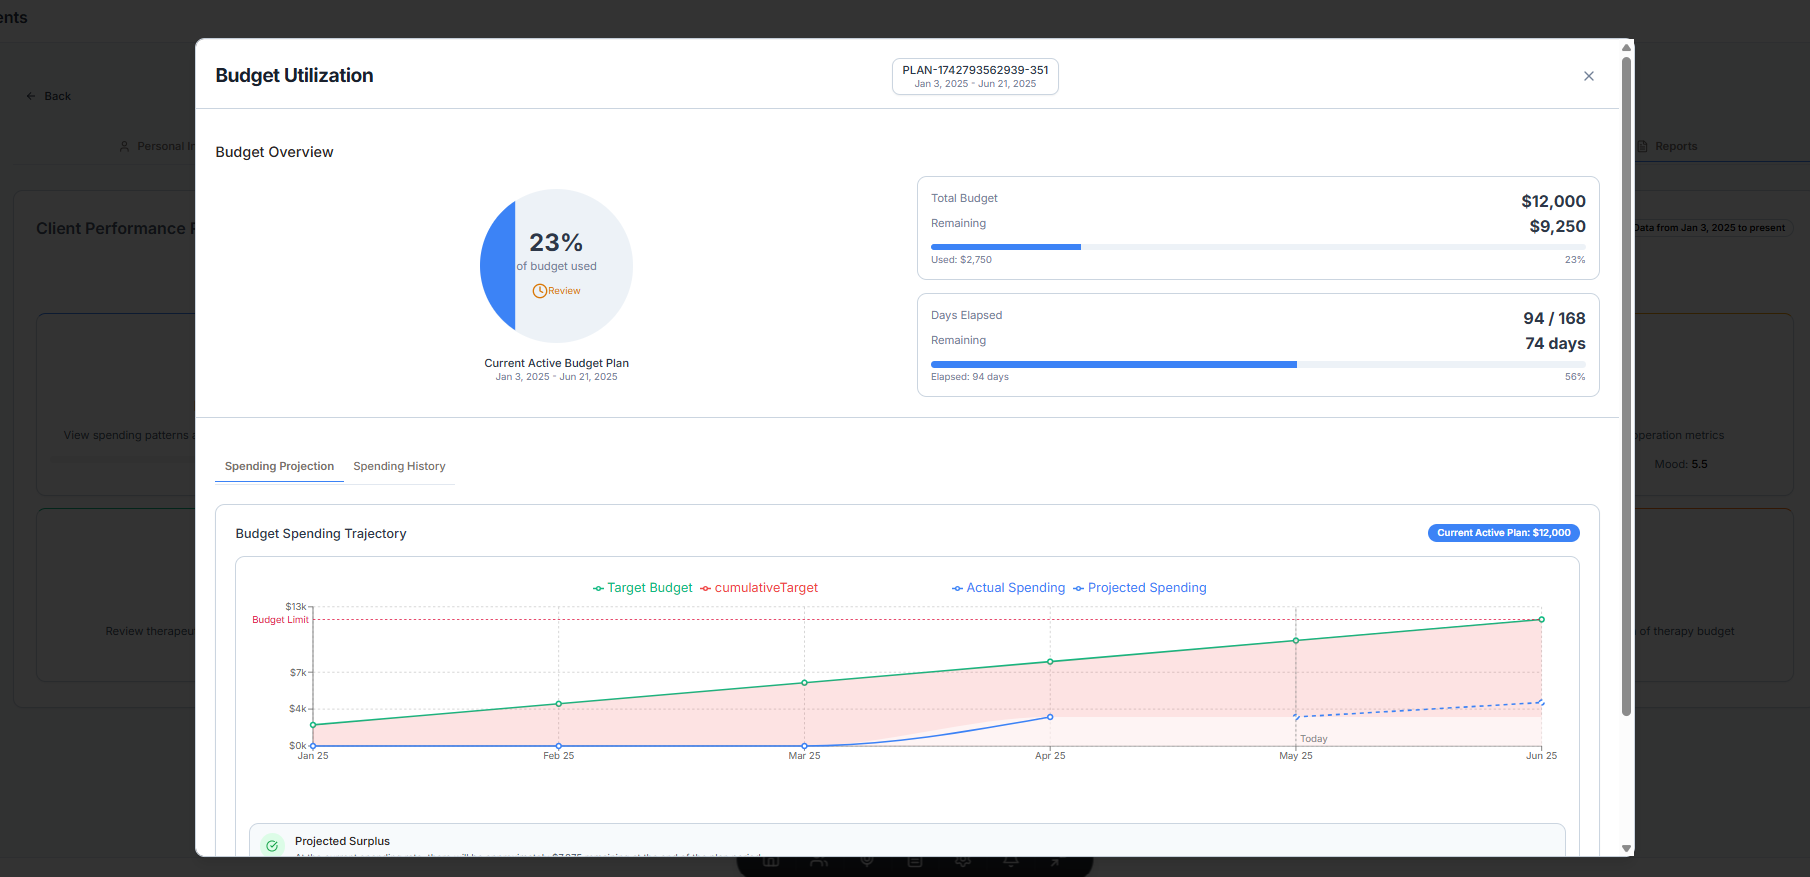 ents
Back
Personal In
Reports
Client Performance R
Data from Jan 3, 2025 to present
View spending patterns a
operation metrics
Mood: 5.5
Review therapeu
of therapy budget
Budget Utilization
PLAN-1742793562939-351
Jan 3, 2025 - Jun 21, 2025
Budget Overview
23%
of budget used
Review
Current Active Budget Plan
Jan 3, 2025 - Jun 21, 2025
Total Budget
$12,000
Remaining
$9,250
Used: $2,750
23%
Days Elapsed
94 / 168
Remaining
74 days
Elapsed: 94 days
56%
Spending Projection
Spending History
Budget Spending Trajectory
Current Active Plan: $12,000
Target Budget
cumulativeTarget
Actual Spending
Projected Spending
$13k
Budget Limit
$7k
$4k
$0k
Today
Jan 25
Feb 25
Mar 25
Apr 25
May 25
Jun 25
Projected Surplus